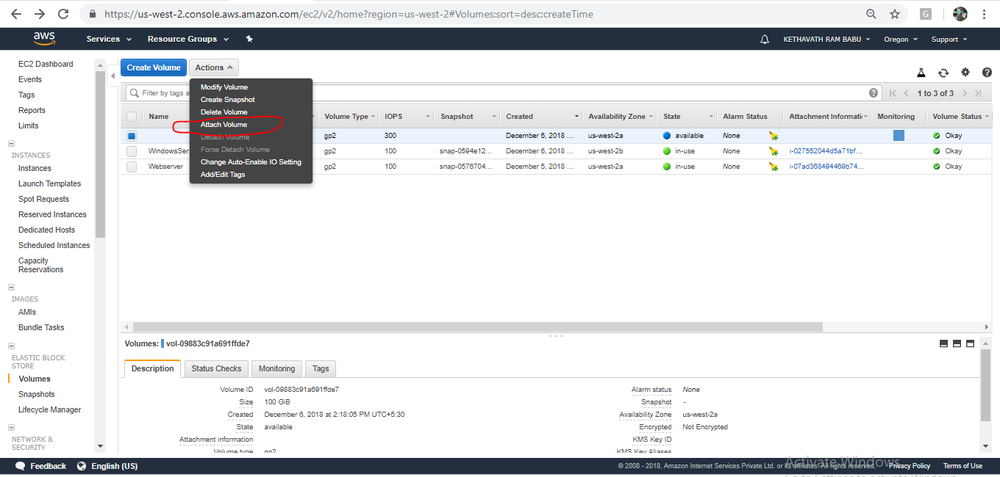 https://us-west-2.console.aws.amazon.com/ec2/v2/home?region=us-west-2#Volumes:sort=desc:createTime
G
aws Services Resource Groups KETHAVATH RAM BABU Oregon Support
EC2 Dashboard
Events
Tags
Reports
Limits
INSTANCES
Instances
Launch Templates
Spot Requests
Reserved Instances
Dedicated Hosts
Scheduled Instances
Capacity
Reservations
IMAGES
AMIs
Bundle Tasks
ELASTIC BLOCK
STORE
Volumes
Snapshots
Lifecycle Manager
NETWORK &
SECURITY
Create Volume Actions
Modify Volume
Create Snapshot
Delete Volume
Attach Volume
Detach Volume
Force Detach Volume
Change Auto-Enable IO Setting
Add/Edit Tags
Filter by tags 1 to 3 of 3
Name Volume Type IOPS Snapshot Created Availability Zone State Alarm Status Attachment Informati Monitoring Volume Status
gp2 300 December 6, 2018 ... us-west-2a available None Okay
WindowsSer gp2 100 snap-0594e12... December 6, 2018 ... us-west-2b in-use None i-027552044d5a71bf... Okay
Webserver gp2 100 snap-0576704... December 5, 2018 ... us-west-2a in-use None i-07ad368494469b74... Okay
Volumes: vol-09883c91a691ffde7
Description Status Checks Monitoring Tags
Volume ID vol-09883c91a691ffde7 Alarm status None
Size 100 GiB Snapshot -
Created December 6, 2018 at 2:18:05 PM UTC+5:30 Availability Zone us-west-2a
State available Encrypted Not Encrypted
Attachment information KMS Key ID
Volume type gp2 KMS Key Aliases
Activate Windows
Feedback English (US) © 2008 - 2018, Amazon Internet Services Private Ltd. or its affiliates. All rights reserved. Privacy Policy Terms of Use